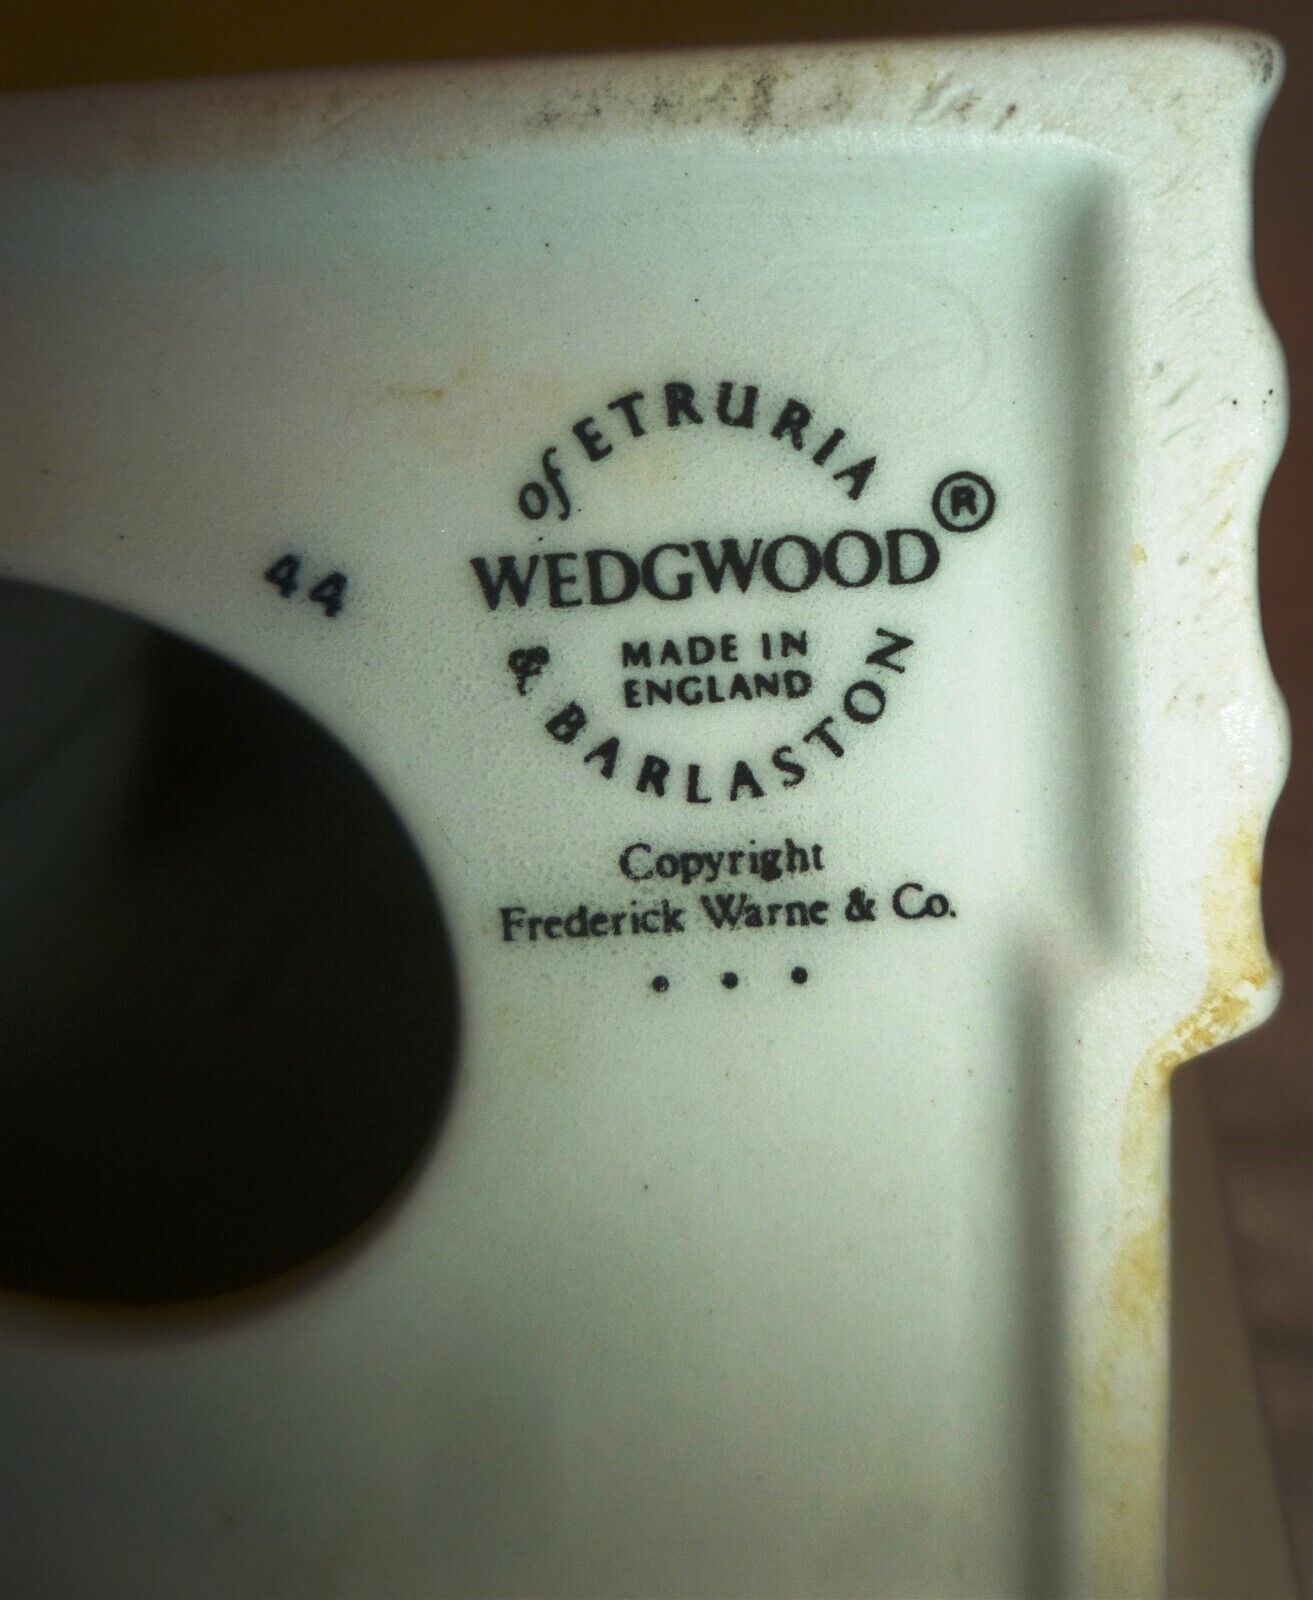 of ETRURIA
WEDGWOOD®
MADE IN
ENGLAND
& BARLASTON
44
Copyright
Frederick Warne & Co.
• • •